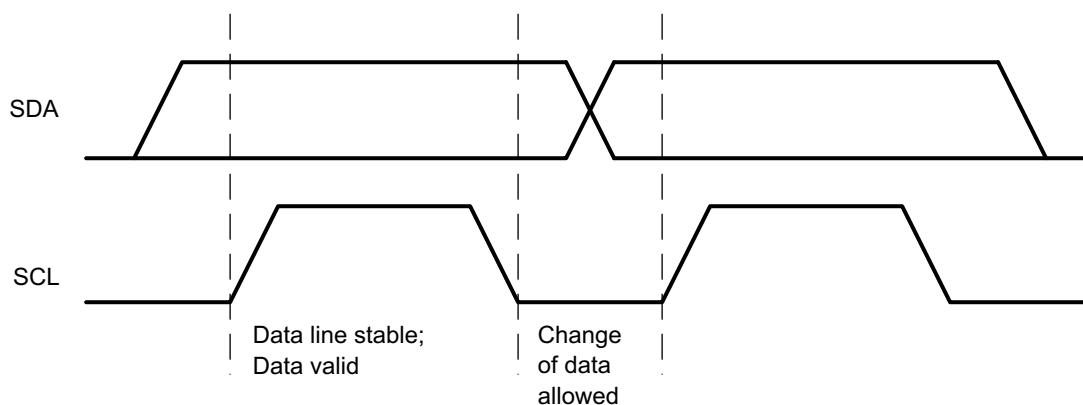 SDA
SCL
Data line stable;
Data valid
Change
of data
allowed